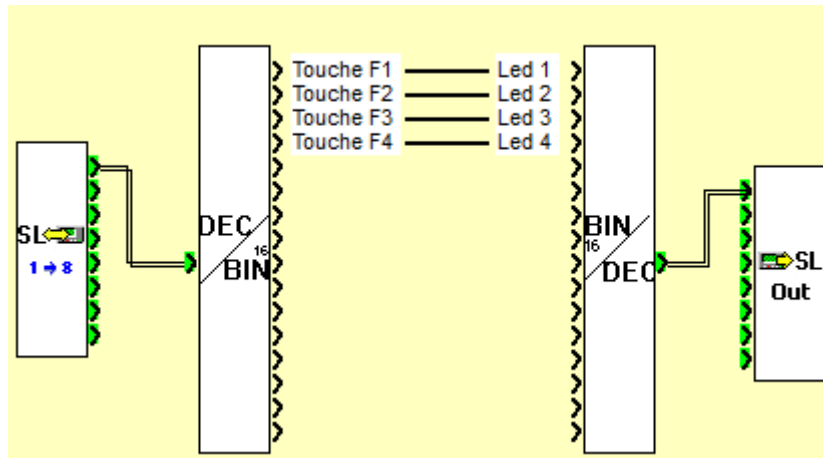 Touche F1 Led 1
Touche F2 Led 2
Touche F3 Led 3
Touche F4 Led 4
SL
1 → 8
DEC
16
BIN
BIN
16
DEC
SL
Out